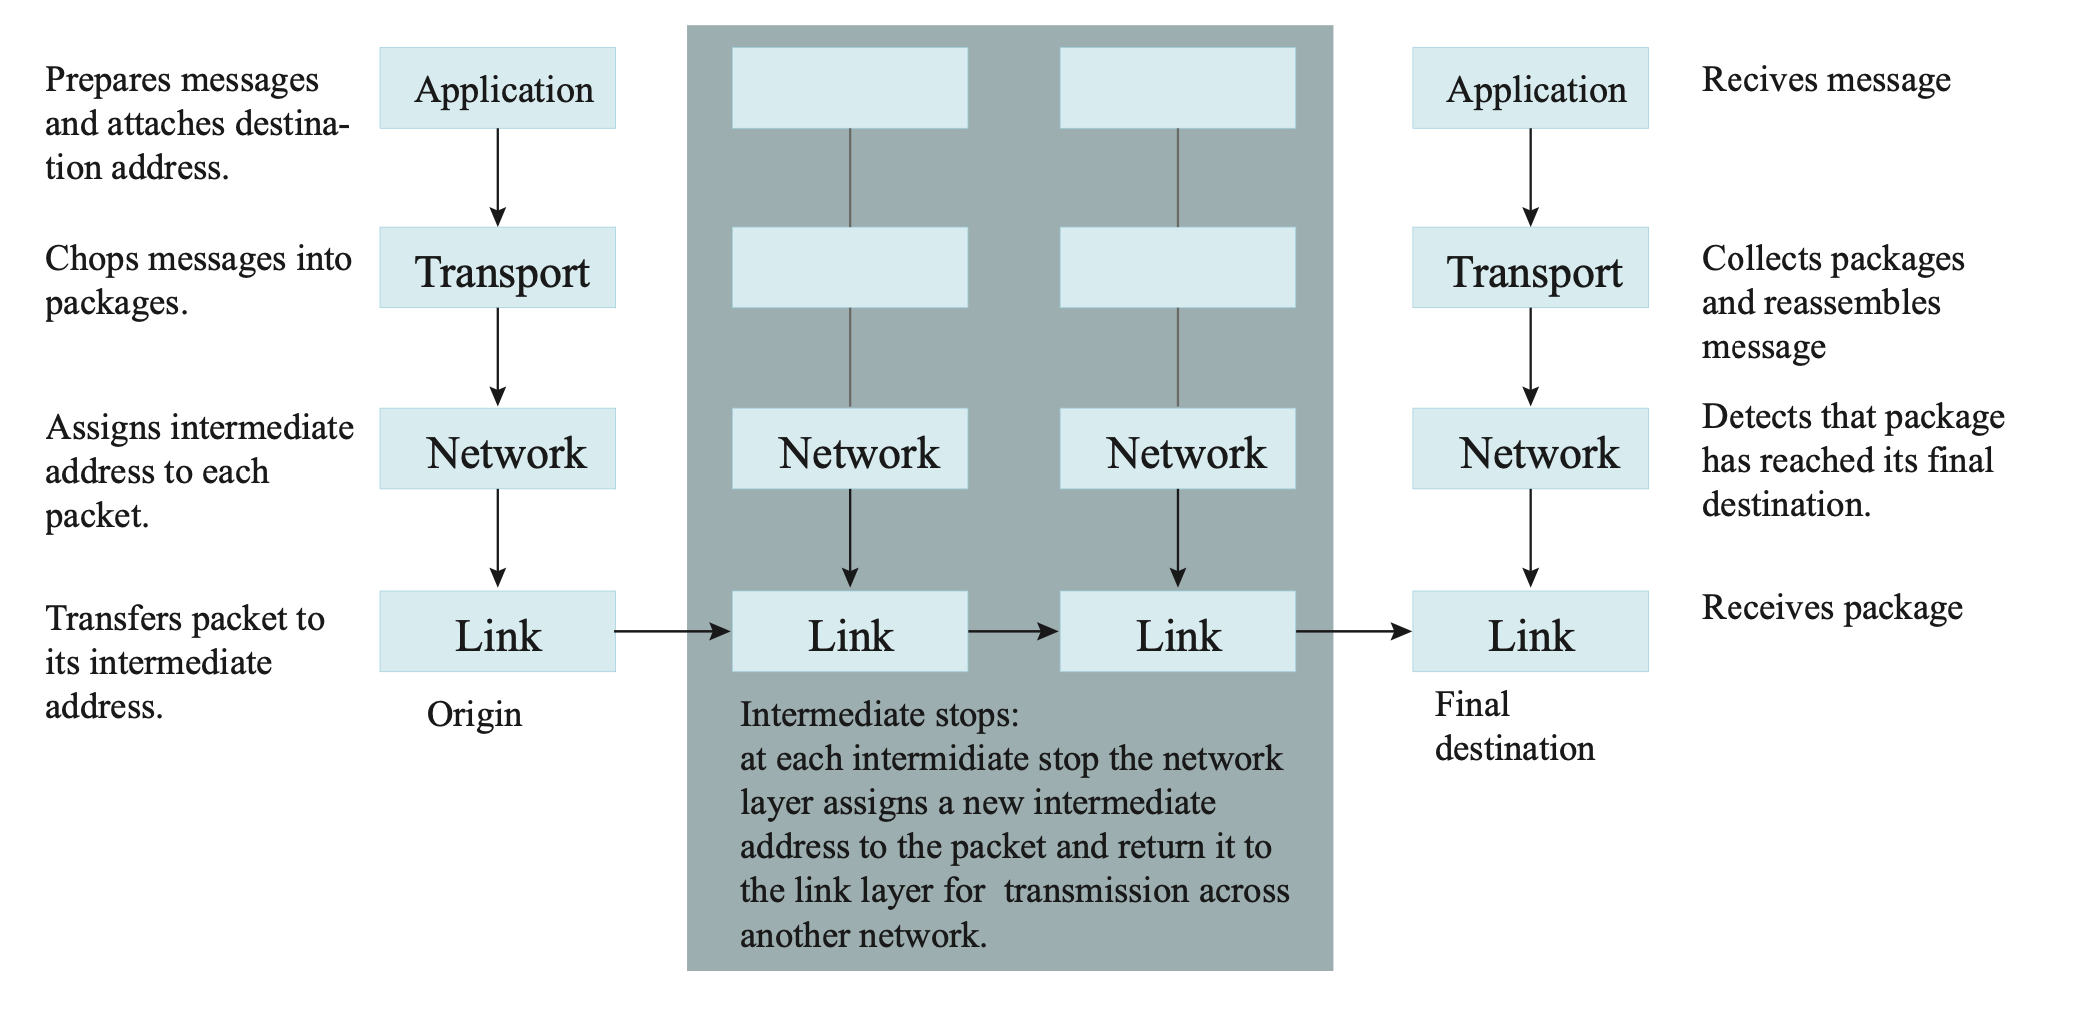 Prepares messages
and attaches destina-
tion address.
Application
Application
Recives message
Chops messages into
packages.
Transport
Transport
Collects packages
and reassembles
message
Assigns intermediate
address to each
packet.
Network
Network
Network
Network
Detects that package
has reached its final
destination.
Transfers packet to
its intermediate
address.
Link
Link
Link
Link
Receives package
Origin
Intermediate stops:
at each intermidiate stop the network
layer assigns a new intermediate
address to the packet and return it to
the link layer for transmission across
another network.
Final
destination